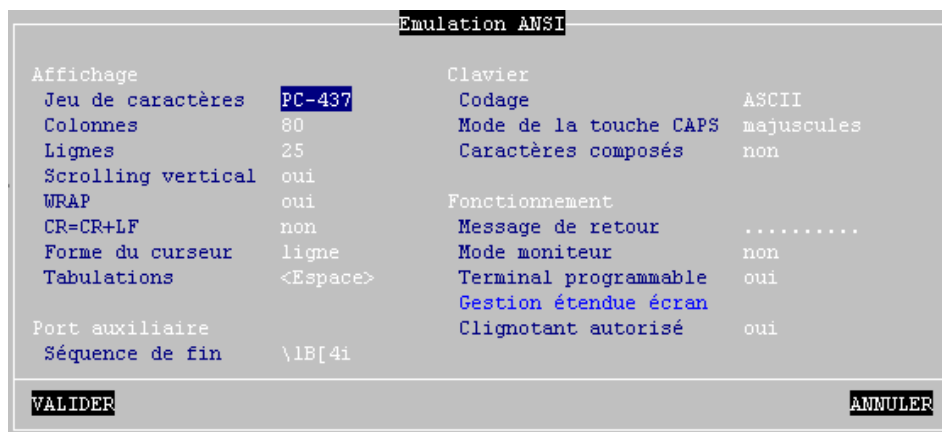 Emulation ANSI
Affichage
Jeu de caractères PC-437
Colonnes 80
Lignes 25
Scrolling vertical oui
WRAP oui
CR=CR+LF non
Forme du curseur ligne
Tabulations <Espace>
Port auxiliaire
Séquence de fin \1B[4i
Clavier
Codage ASCII
Mode de la touche CAPS majuscules
Caractères composés non
Fonctionnement
Message de retour ..........
Mode moniteur non
Terminal programmable oui
Gestion étendue écran
Clignotant autorisé oui
VALIDER
ANNULER